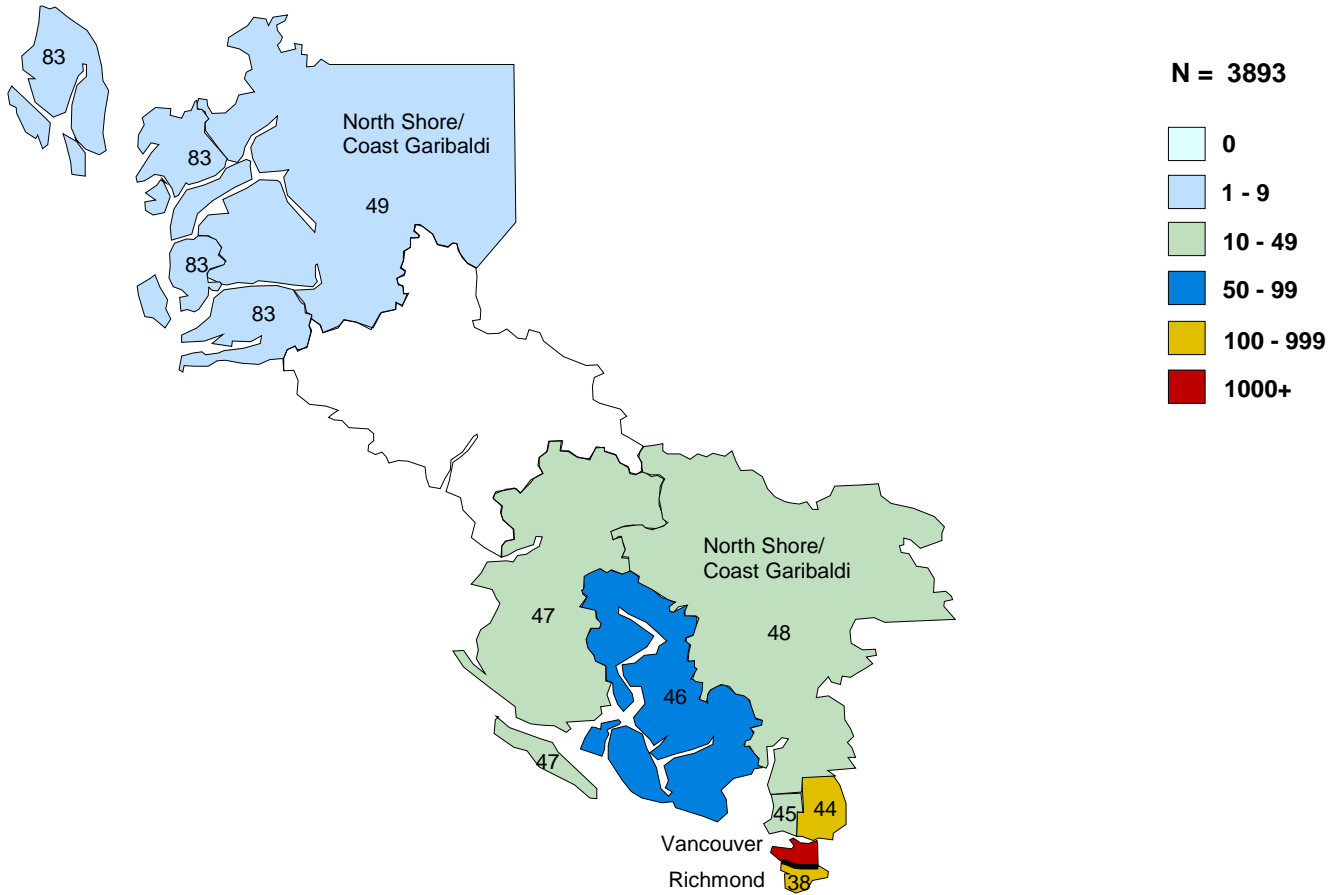 83
N = 3893
North Shore/
Coast Garibaldi
0
83
1 - 9
49
10 - 49
83
50 - 99
83
100 - 999
1000+
North Shore/
Coast Garibaldi
47
48
46
47
45
44
Vancouver
Richmond
38